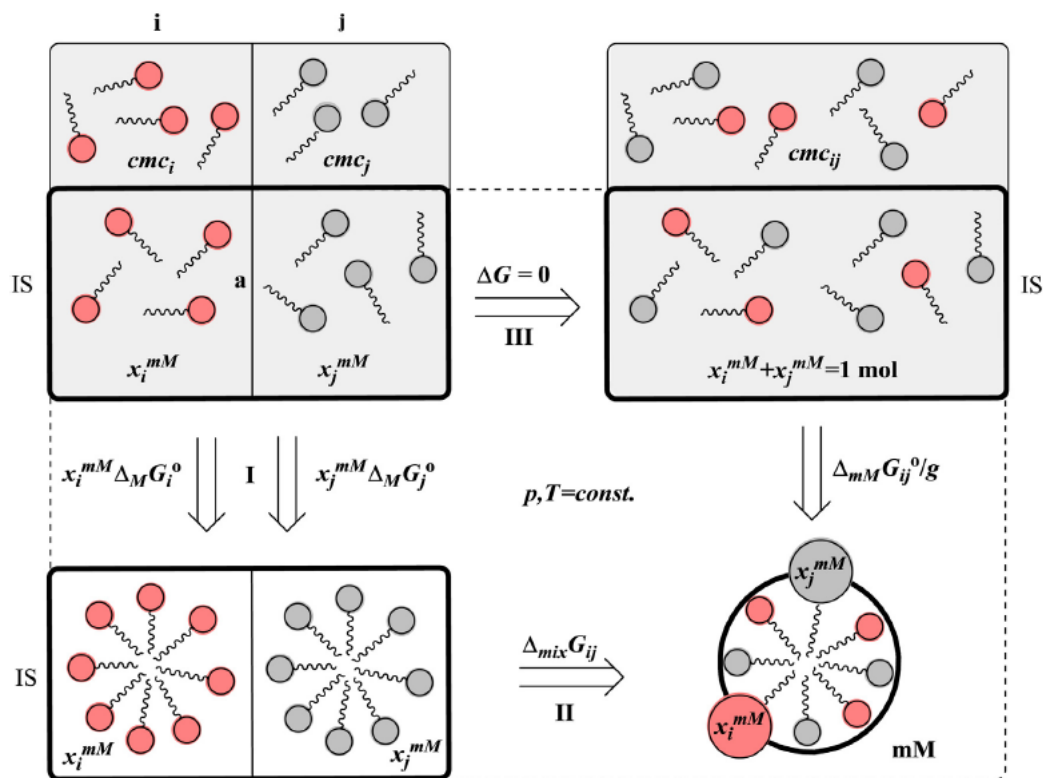 i j
cmc_i cmc_j cmc_ij
IS a ΔG = 0 IS
III
x_i^mM x_j^mM x_i^mM+x_j^mM=1 mol
x_i^mM Δ_M G_i^o I x_j^mM Δ_M G_j^o Δ_mM G_ij^o/g
p,T=const.
x_j^mM
IS Δ_mix G_ij
II
x_i^mM x_j^mM x_i^mM
mM